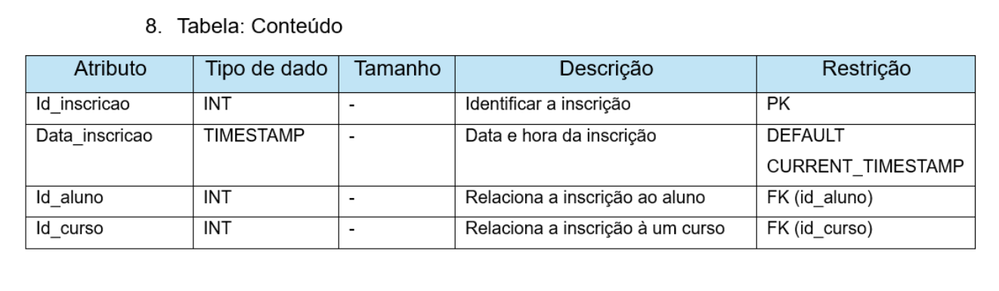 8. Tabela: Conteúdo
Atributo Tipo de dado Tamanho Descrição Restrição
Id_inscricao INT - Identificar a inscrição PK
Data_inscricao TIMESTAMP - Data e hora da inscrição DEFAULT
CURRENT_TIMESTAMP
Id_aluno INT - Relaciona a inscrição ao aluno FK (id_aluno)
Id_curso INT - Relaciona a inscrição à um curso FK (id_curso)